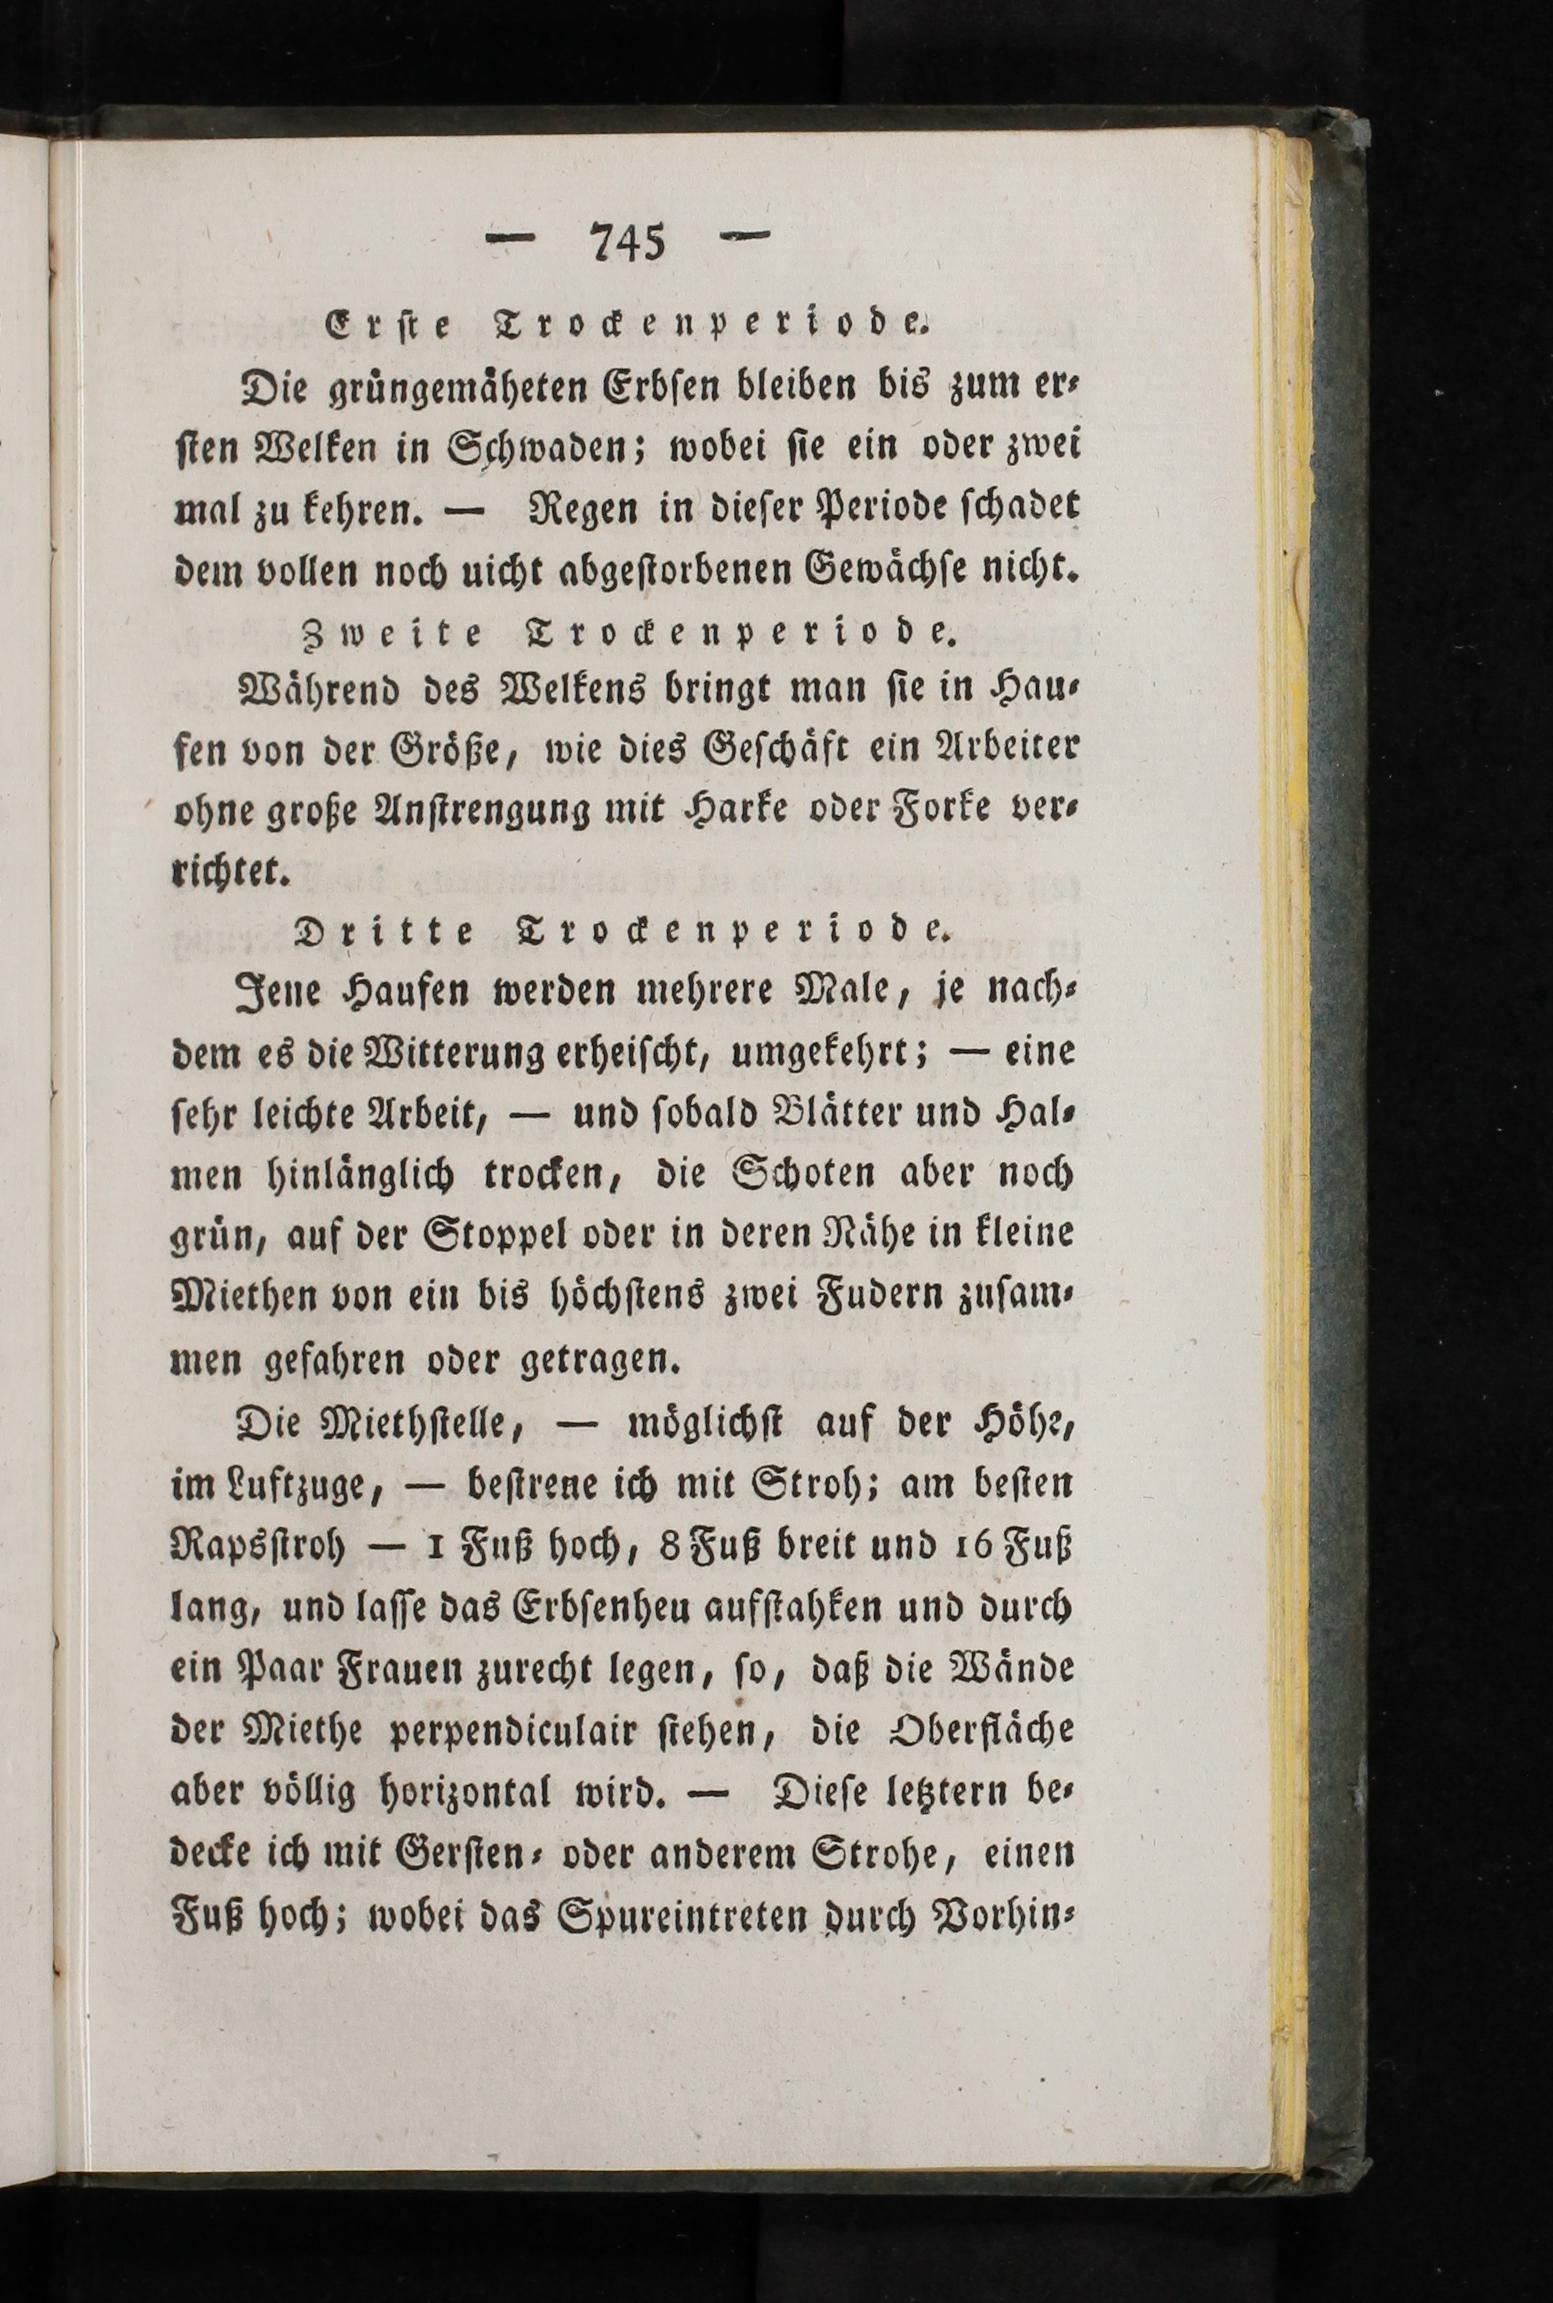 — 745 —
Erſte Trockenperiode.
Die grüngemäheten Erbſen bleiben bis zum er⸗
ſten Welken in Schwaden; wobei ſie ein oder zwei
mal zu kehren. — Regen in dieſer Periode ſchadet
dem vollen noch uicht abgeſtorbenen Gewächſe nicht.
Zweite Trockenperiode.
Während des Welkens bringt man ſie in Hau⸗
fen von der Größe, wie dies Geſchäft ein Arbeiter
ohne große Anſtrengung mit Harke oder Forke ver⸗
richtet.
Dritte Trockenperiode.
Jene Haufen werden mehrere Male, je nach⸗
dem es die Witterung erheiſcht, umgekehrt; — eine
ſehr leichte Arbeit, — und ſobald Blätter und Hal⸗
men hinlänglich trocken, die Schoten aber noch
grün, auf der Stoppel oder in deren Nähe in kleine
Miethen von ein bis höchſtens zwei Fudern zuſam⸗
men gefahren oder getragen.
Die Miethſtelle, — möglichſt auf der Höhe,
im Luftzuge, — beſtrene ich mit Stroh; am beſten
Rapsſtroh — 1 Fuß hoch, 8 Fuß breit und 16 Fuß
lang, und laſſe das Erbſenheu aufſtahken und durch
ein Paar Frauen zurecht legen, ſo, daß die Wände
der Miethe perpendiculair ſtehen, die Oberfläche
aber völlig horizontal wird. — Dieſe letztern be⸗
decke ich mit Gerſten⸗ oder anderem Strohe, einen
Fuß hoch; wobei das Spureintreten durch Vorhin⸗